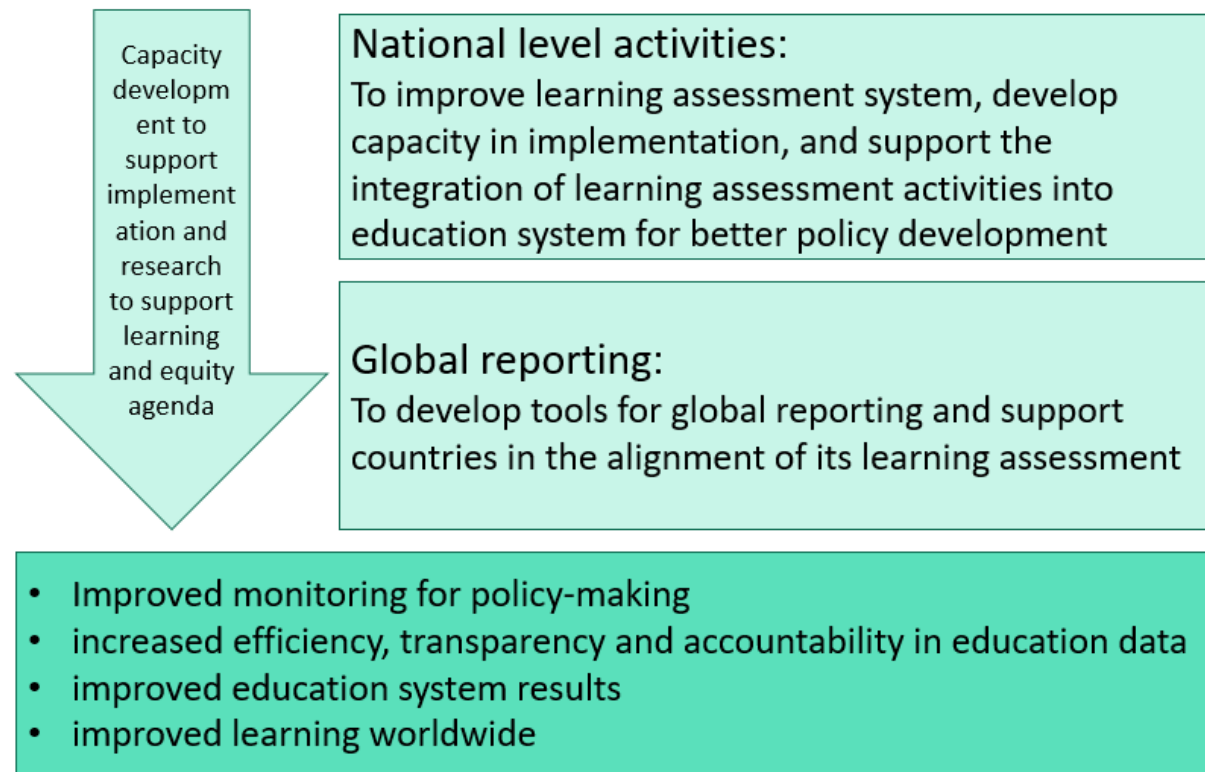 Capacity
developm
ent to
support
implement
ation and
research
to support
learning
and equity
agenda
National level activities:
To improve learning assessment system, develop
capacity in implementation, and support the
integration of learning assessment activities into
education system for better policy development
Global reporting:
To develop tools for global reporting and support
countries in the alignment of its learning assessment
• Improved monitoring for policy-making
• increased efficiency, transparency and accountability in education data
• improved education system results
• improved learning worldwide